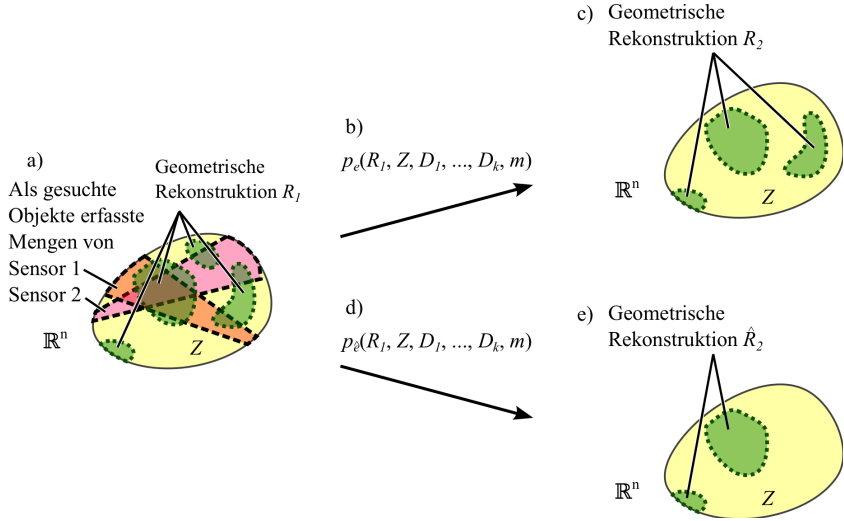 a)
Als gesuchte
Objekte erfasste
Mengen von
Sensor 1
Sensor 2
Geometrische
Rekonstruktion R₁
ℝⁿ
Z
b)
pₑ(R₁, Z, D₁, ..., Dₖ, m)
c)
Geometrische
Rekonstruktion R₂
ℝⁿ
Z
d)
p_ê(R₁, Z, D₁, ..., Dₖ, m)
e)
Geometrische
Rekonstruktion R̂₂
ℝⁿ
Z